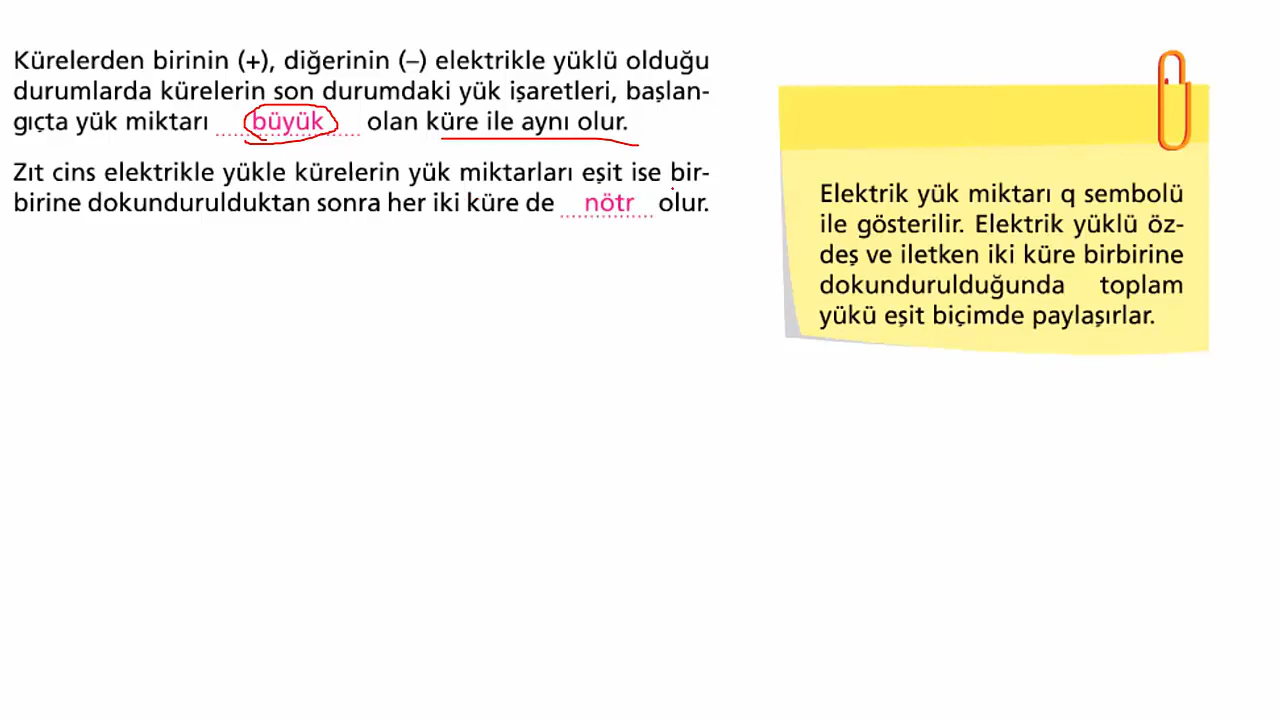 Kürelerden birinin (+), diğerinin (–) elektrikle yüklü olduğu
durumlarda kürelerin son durumdaki yük işaretleri, başlan-
gıçta yük miktarı büyük olan küre ile aynı olur.
Zıt cins elektrikle yükle kürelerin yük miktarları eşit ise bir-
birine dokundurulduktan sonra her iki küre de nötr olur.
Elektrik yük miktarı q sembolü
ile gösterilir. Elektrik yüklü öz-
deş ve iletken iki küre birbirine
dokundurulduğunda toplam
yükü eşit biçimde paylaşırlar.